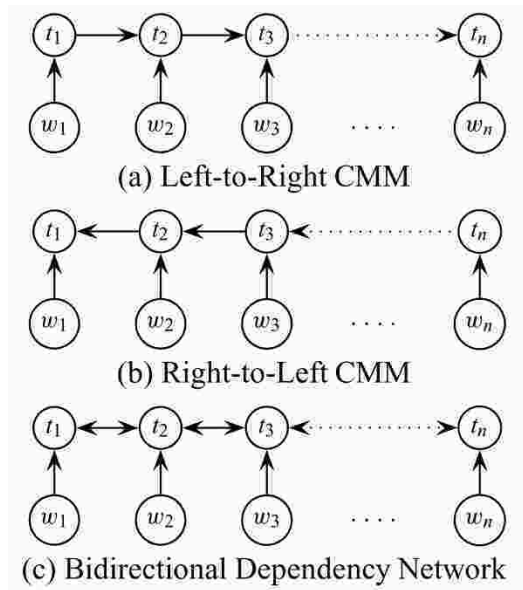 t₁ t₂ t₃ tₙ
w₁ w₂ w₃ .... wₙ
(a) Left-to-Right CMM
t₁ t₂ t₃ tₙ
w₁ w₂ w₃ .... wₙ
(b) Right-to-Left CMM
t₁ t₂ t₃ tₙ
w₁ w₂ w₃ .... wₙ
(c) Bidirectional Dependency Network